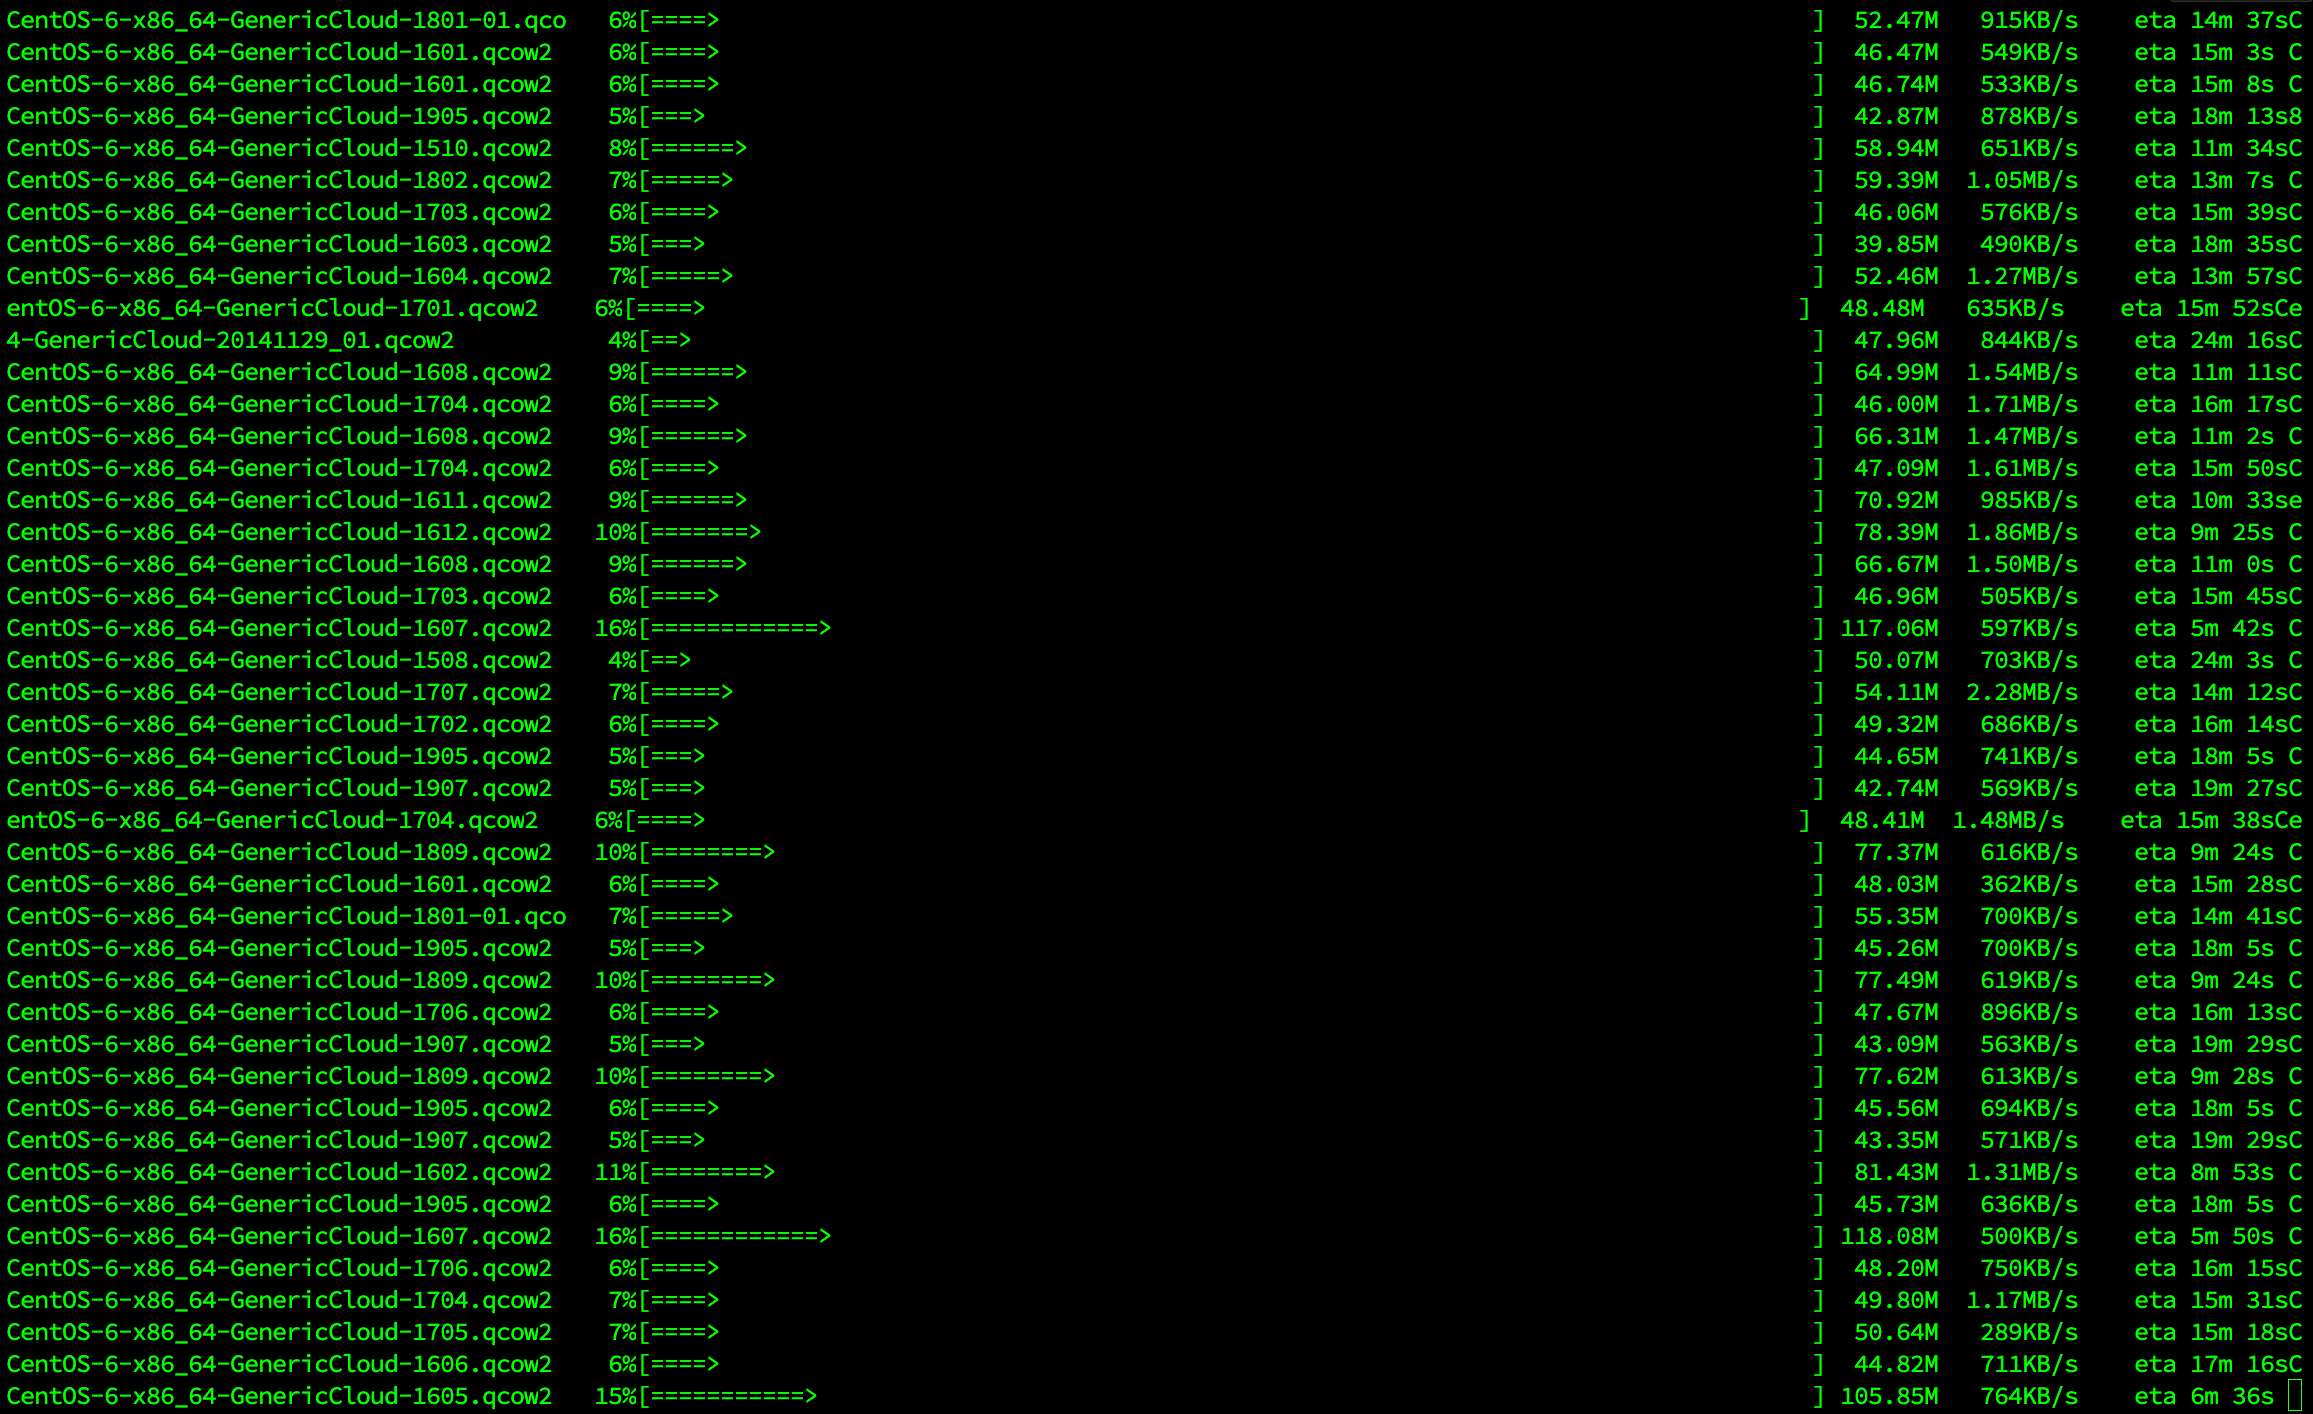 CentOS-6-x86_64-GenericCloud-1801-01.qco   6%[====>                                                                              ]  52.47M   915KB/s    eta 14m 37sC
CentOS-6-x86_64-GenericCloud-1601.qcow2    6%[====>                                                                              ]  46.47M   549KB/s    eta 15m 3s C
CentOS-6-x86_64-GenericCloud-1601.qcow2    6%[====>                                                                              ]  46.74M   533KB/s    eta 15m 8s C
CentOS-6-x86_64-GenericCloud-1905.qcow2    5%[===>                                                                               ]  42.87M   878KB/s    eta 18m 13s8
CentOS-6-x86_64-GenericCloud-1510.qcow2    8%[======>                                                                            ]  58.94M   651KB/s    eta 11m 34sC
CentOS-6-x86_64-GenericCloud-1802.qcow2    7%[=====>                                                                             ]  59.39M  1.05MB/s    eta 13m 7s C
CentOS-6-x86_64-GenericCloud-1703.qcow2    6%[====>                                                                              ]  46.06M   576KB/s    eta 15m 39sC
CentOS-6-x86_64-GenericCloud-1603.qcow2    5%[===>                                                                               ]  39.85M   490KB/s    eta 18m 35sC
CentOS-6-x86_64-GenericCloud-1604.qcow2    7%[=====>                                                                             ]  52.46M  1.27MB/s    eta 13m 57sC
entOS-6-x86_64-GenericCloud-1701.qcow2    6%[====>                                                                              ]  48.48M   635KB/s    eta 15m 52sCe
4-GenericCloud-20141129_01.qcow2           4%[==>                                                                                ]  47.96M   844KB/s    eta 24m 16sC
CentOS-6-x86_64-GenericCloud-1608.qcow2    9%[======>                                                                            ]  64.99M  1.54MB/s    eta 11m 11sC
CentOS-6-x86_64-GenericCloud-1704.qcow2    6%[====>                                                                              ]  46.00M  1.71MB/s    eta 16m 17sC
CentOS-6-x86_64-GenericCloud-1608.qcow2    9%[======>                                                                            ]  66.31M  1.47MB/s    eta 11m 2s C
CentOS-6-x86_64-GenericCloud-1704.qcow2    6%[====>                                                                              ]  47.09M  1.61MB/s    eta 15m 50sC
CentOS-6-x86_64-GenericCloud-1611.qcow2    9%[======>                                                                            ]  70.92M   985KB/s    eta 10m 33se
CentOS-6-x86_64-GenericCloud-1612.qcow2   10%[=======>                                                                           ]  78.39M  1.86MB/s    eta 9m 25s C
CentOS-6-x86_64-GenericCloud-1608.qcow2    9%[======>                                                                            ]  66.67M  1.50MB/s    eta 11m 0s C
CentOS-6-x86_64-GenericCloud-1703.qcow2    6%[====>                                                                              ]  46.96M   505KB/s    eta 15m 45sC
CentOS-6-x86_64-GenericCloud-1607.qcow2   16%[============>                                                                      ] 117.06M   597KB/s    eta 5m 42s C
CentOS-6-x86_64-GenericCloud-1508.qcow2    4%[==>                                                                                ]  50.07M   703KB/s    eta 24m 3s C
CentOS-6-x86_64-GenericCloud-1707.qcow2    7%[=====>                                                                             ]  54.11M  2.28MB/s    eta 14m 12sC
CentOS-6-x86_64-GenericCloud-1702.qcow2    6%[====>                                                                              ]  49.32M   686KB/s    eta 16m 14sC
CentOS-6-x86_64-GenericCloud-1905.qcow2    5%[===>                                                                               ]  44.65M   741KB/s    eta 18m 5s C
CentOS-6-x86_64-GenericCloud-1907.qcow2    5%[===>                                                                               ]  42.74M   569KB/s    eta 19m 27sC
entOS-6-x86_64-GenericCloud-1704.qcow2    6%[====>                                                                              ]  48.41M  1.48MB/s    eta 15m 38sCe
CentOS-6-x86_64-GenericCloud-1809.qcow2   10%[========>                                                                          ]  77.37M   616KB/s    eta 9m 24s C
CentOS-6-x86_64-GenericCloud-1601.qcow2    6%[====>                                                                              ]  48.03M   362KB/s    eta 15m 28sC
CentOS-6-x86_64-GenericCloud-1801-01.qco   7%[=====>                                                                             ]  55.35M   700KB/s    eta 14m 41sC
CentOS-6-x86_64-GenericCloud-1905.qcow2    5%[===>                                                                               ]  45.26M   700KB/s    eta 18m 5s C
CentOS-6-x86_64-GenericCloud-1809.qcow2   10%[========>                                                                          ]  77.49M   619KB/s    eta 9m 24s C
CentOS-6-x86_64-GenericCloud-1706.qcow2    6%[====>                                                                              ]  47.67M   896KB/s    eta 16m 13sC
CentOS-6-x86_64-GenericCloud-1907.qcow2    5%[===>                                                                               ]  43.09M   563KB/s    eta 19m 29sC
CentOS-6-x86_64-GenericCloud-1809.qcow2   10%[========>                                                                          ]  77.62M   613KB/s    eta 9m 28s C
CentOS-6-x86_64-GenericCloud-1905.qcow2    6%[====>                                                                              ]  45.56M   694KB/s    eta 18m 5s C
CentOS-6-x86_64-GenericCloud-1907.qcow2    5%[===>                                                                               ]  43.35M   571KB/s    eta 19m 29sC
CentOS-6-x86_64-GenericCloud-1602.qcow2   11%[========>                                                                          ]  81.43M  1.31MB/s    eta 8m 53s C
CentOS-6-x86_64-GenericCloud-1905.qcow2    6%[====>                                                                              ]  45.73M   636KB/s    eta 18m 5s C
CentOS-6-x86_64-GenericCloud-1607.qcow2   16%[============>                                                                      ] 118.08M   500KB/s    eta 5m 50s C
CentOS-6-x86_64-GenericCloud-1706.qcow2    6%[====>                                                                              ]  48.20M   750KB/s    eta 16m 15sC
CentOS-6-x86_64-GenericCloud-1704.qcow2    7%[====>                                                                              ]  49.80M  1.17MB/s    eta 15m 31sC
CentOS-6-x86_64-GenericCloud-1705.qcow2    7%[====>                                                                              ]  50.64M   289KB/s    eta 15m 18sC
CentOS-6-x86_64-GenericCloud-1606.qcow2    6%[====>                                                                              ]  44.82M   711KB/s    eta 17m 16sC
CentOS-6-x86_64-GenericCloud-1605.qcow2   15%[===========>                                                                       ] 105.85M   764KB/s    eta 6m 36s